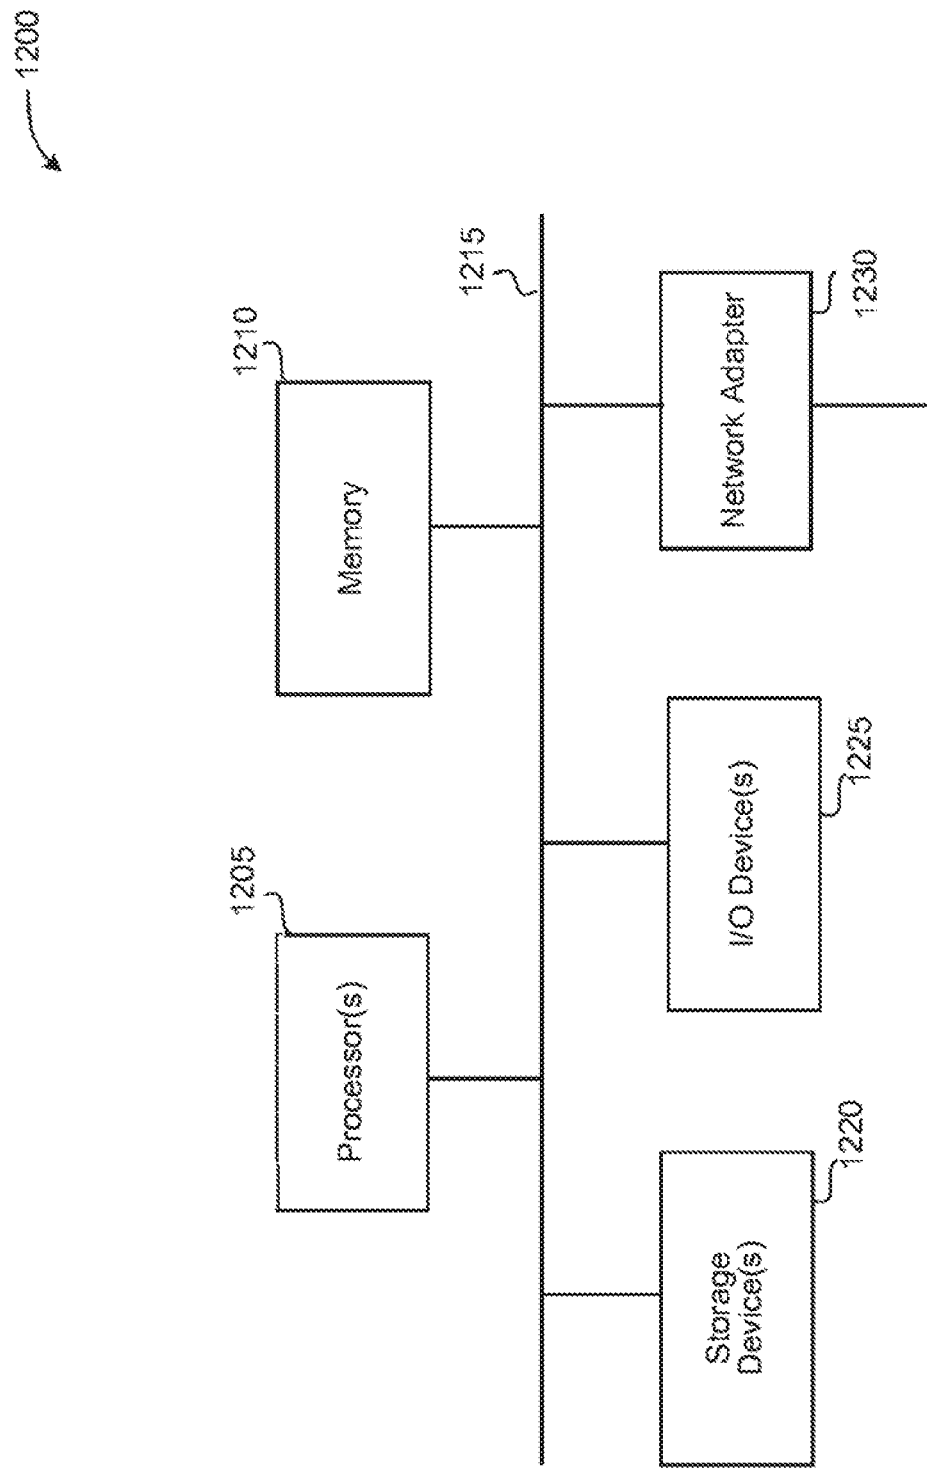 1200
1205
1210
Processor(s)
Memory
1215
Storage
Device(s)
I/O Device(s)
Network Adapter
1220
1225
1230